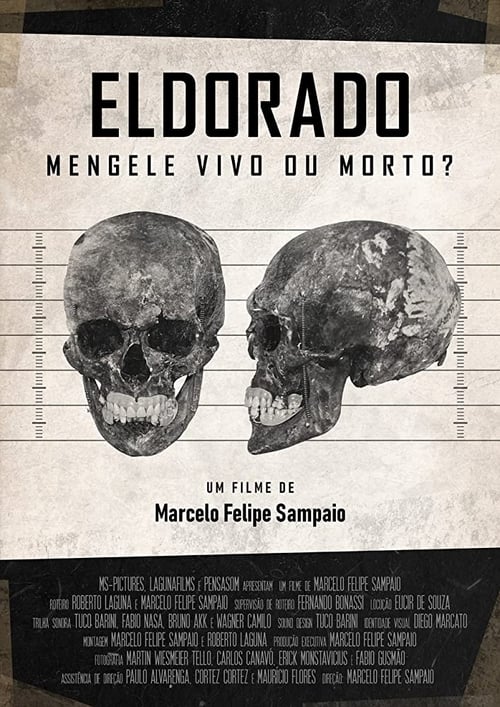 ELDORADO
MENGELE VIVO OU MORTO?
UM FILME DE
Marcelo Felipe Sampaio
MS-PICTURES, LAGUNAFILMS E PENSASOM APRESENTAM UM FILME DE MARCELO FELIPE SAMPAIO
ROTEIRO ROBERTO LAGUNA E MARCELO FELIPE SAMPAIO SUPERVISÃO DE ROTEIRO FERNANDO BONASSI LOCUÇÃO EUCIR DE SOUZA
TRILHA SONORA TUCO BARINI, FABIO NASA, BRUNO AKK E WAGNER CAMILO SOUND DESIGN TUCO BARINI IDENTIDADE VISUAL DIEGO MARCATO
MONTAGEM MARCELO FELIPE SAMPAIO E ROBERTO LAGUNA PRODUÇÃO EXECUTIVA MARCELO FELIPE SAMPAIO
FOTOGRAFIA MARTIN WIESMEIER TELLO, CARLOS CANAVÓ, ERICK MONSTAVICIUS E FABIO GUSMÃO
ASSISTÊNCIA DE DIREÇÃO PAULO ALVARENGA, CORTEZ CORTEZ E MAURÍCIO FLORES DIREÇÃO: MARCELO FELIPE SAMPAIO